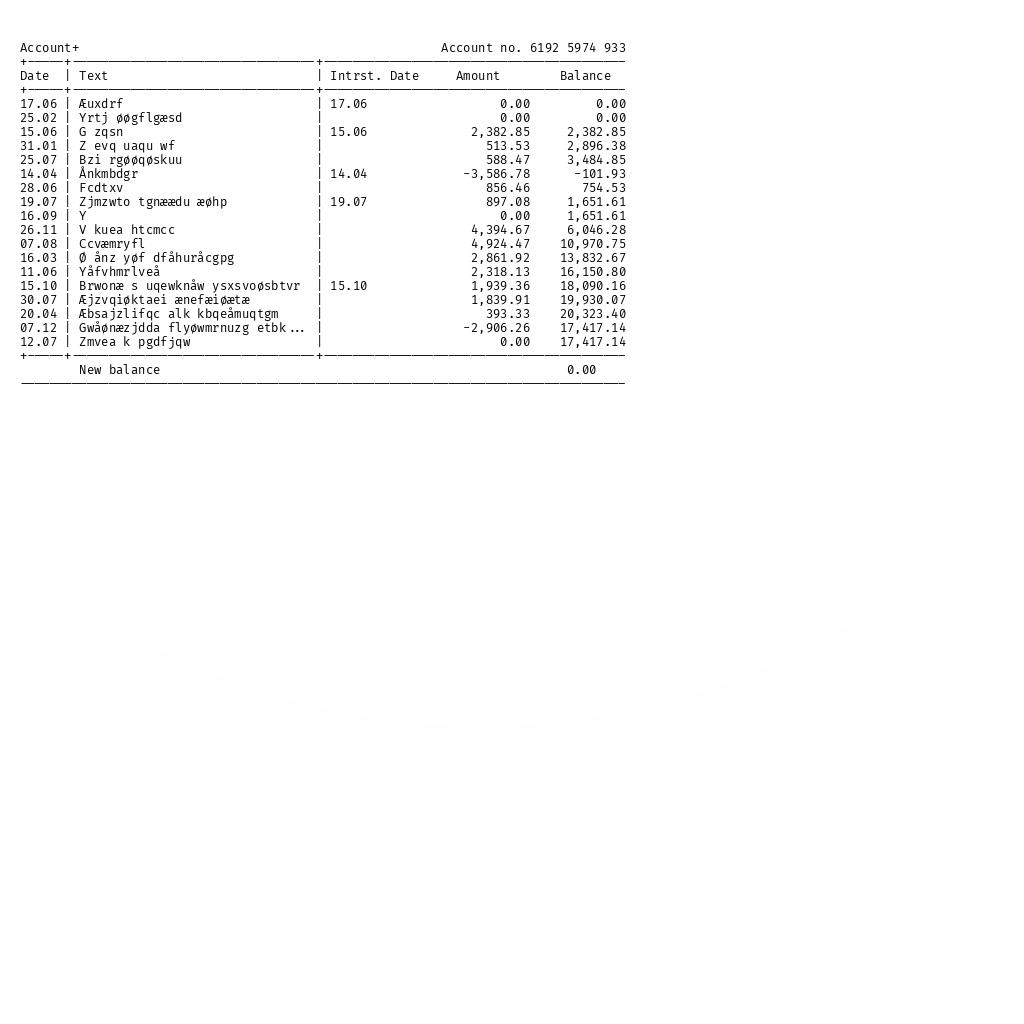 Account+ Account no. 6192 5974 933
Date | Text | Intrst. Date Amount Balance
17.06 | Æuxdrf | 17.06 0.00 0.00
25.02 | Yrtj øøgflgæsd | 0.00 0.00
15.06 | G zqsn | 15.06 2,382.85 2,382.85
31.01 | Z evq uaqu wf | 513.53 2,896.38
25.07 | Bzi rgøøqøskuu | 588.47 3,484.85
14.04 | Ånkmbdgr | 14.04 -3,586.78 -101.93
28.06 | Fcdtxv | 856.46 754.53
19.07 | Zjmzwto tgnæædu æøhp | 19.07 897.08 1,651.61
16.09 | Y | 0.00 1,651.61
26.11 | V kuea htcmcc | 4,394.67 6,046.28
07.08 | Ccvæmryfl | 4,924.47 10,970.75
16.03 | Ø ånz yøf dfåhuråcgpg | 2,861.92 13,832.67
11.06 | Yåfvhmrlveå | 2,318.13 16,150.80
15.10 | Brwonæ s uqewknåw ysxsvoøsbtvr | 15.10 1,939.36 18,090.16
30.07 | Æjzvqiøktaei ænefæiøætæ | 1,839.91 19,930.07
20.04 | Æbsajzlifqc alk kbqeåmuqtgm | 393.33 20,323.40
07.12 | Gwåønæzjdda flyøwmrnuzg etbk... | -2,906.26 17,417.14
12.07 | Zmvea k pgdfjqw | 0.00 17,417.14
New balance 0.00